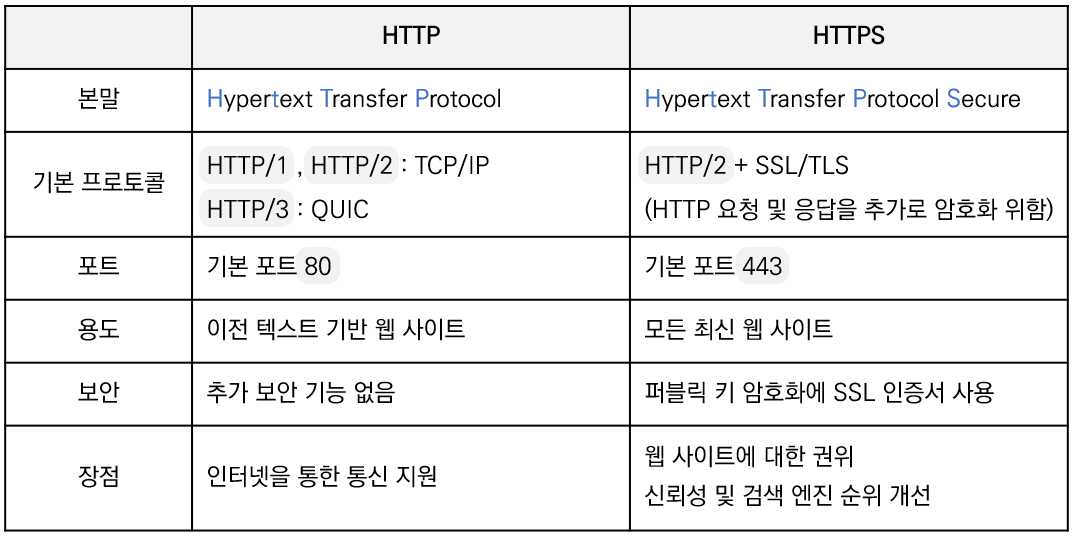 HTTP HTTPS
본말 Hypertext Transfer Protocol Hypertext Transfer Protocol Secure
기본 프로토콜
HTTP/1 , HTTP/2 : TCP/IP
HTTP/3 : QUIC
HTTP/2 + SSL/TLS
(HTTP 요청 및 응답을 추가로 암호화 위함)
포트 기본 포트 80 기본 포트 443
용도 이전 텍스트 기반 웹 사이트 모든 최신 웹 사이트
보안 추가 보안 기능 없음 퍼블릭 키 암호화에 SSL 인증서 사용
장점 인터넷을 통한 통신 지원
웹 사이트에 대한 권위
신뢰성 및 검색 엔진 순위 개선